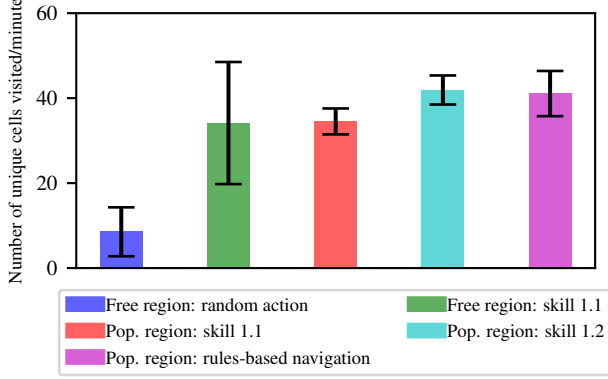 Number of unique cells visited/minute
60
40
20
0
Free region: random action
Free region: skill 1.1
Pop. region: skill 1.1
Pop. region: skill 1.2
Pop. region: rules-based navigation